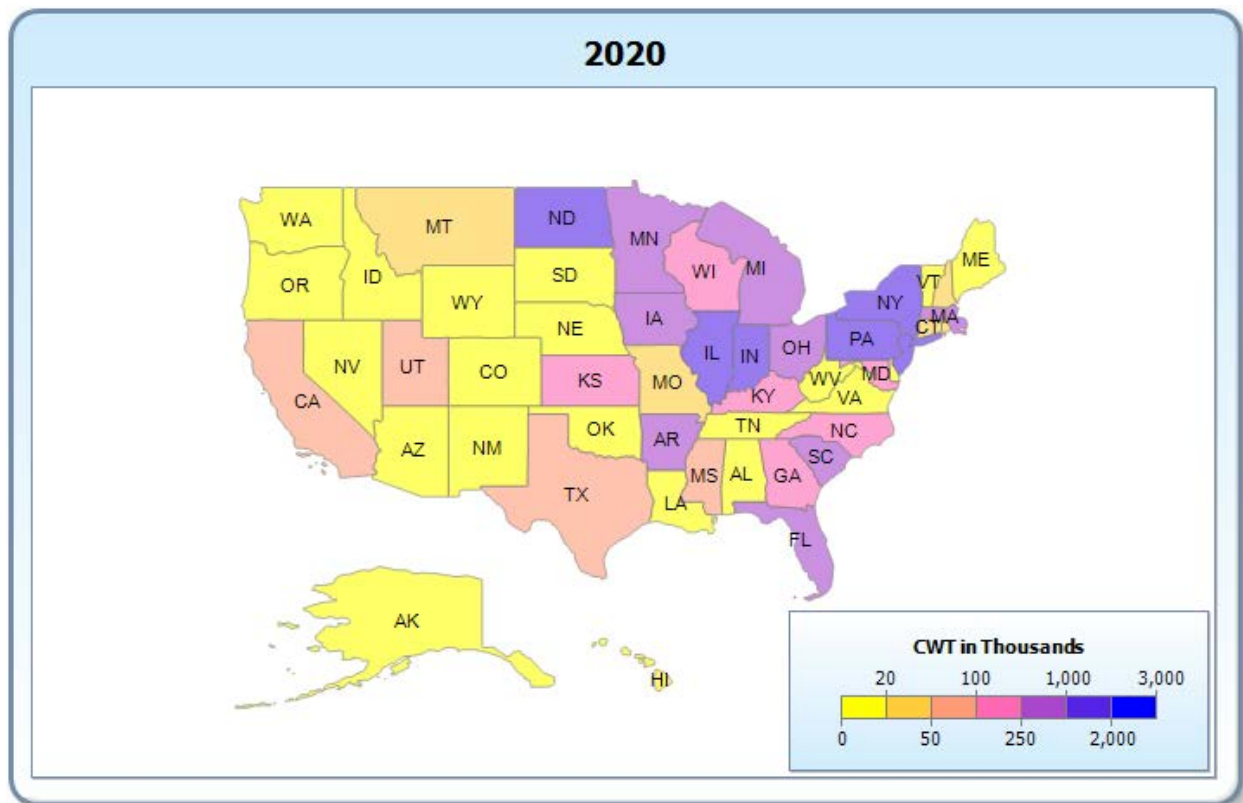 2020
WA
MT
ND
MN
ME
OR
ID
SD
WI
MI
VT
WY
NY
MA
NE
IA
CT
NV
UT
CO
IL
IN
OH
PA
CA
KS
MO
KY
WV
MD
VA
AZ
NM
OK
AR
TN
NC
SC
TX
LA
MS
AL
GA
FL
AK
HI
CWT in Thousands
20 100 1,000 3,000
0 50 250 2,000